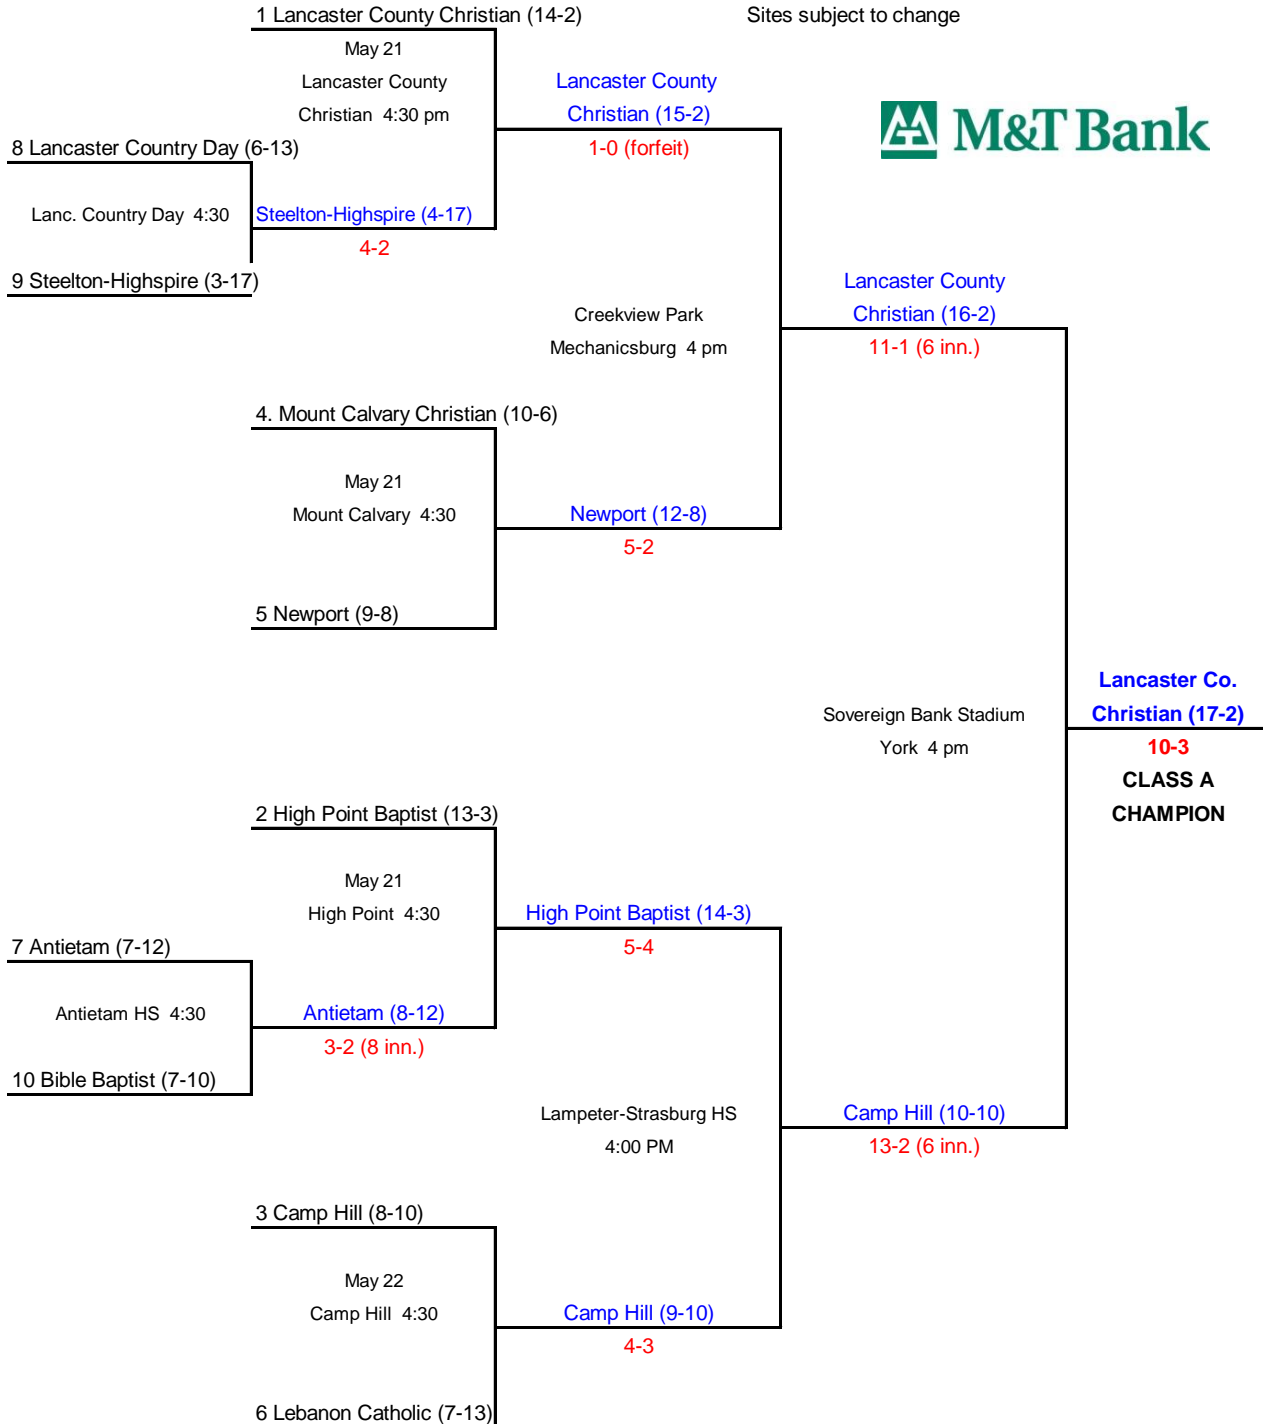 1 Lancaster County Christian (14-2)
Sites subject to change
May 21
Lancaster County
Christian 4:30 pm
Lancaster County
Christian (15-2)
1-0 (forfeit)
M&T Bank
8 Lancaster Country Day (6-13)
Lanc. Country Day 4:30
Steelton-Highspire (4-17)
4-2
9 Steelton-Highspire (3-17)
Creekview Park
Mechanicsburg 4 pm
Lancaster County
Christian (16-2)
11-1 (6 inn.)
4. Mount Calvary Christian (10-6)
May 21
Mount Calvary 4:30
Newport (12-8)
5-2
5 Newport (9-8)
Sovereign Bank Stadium
York 4 pm
Lancaster Co.
Christian (17-2)
10-3
CLASS A
CHAMPION
2 High Point Baptist (13-3)
May 21
High Point 4:30
High Point Baptist (14-3)
5-4
7 Antietam (7-12)
Antietam HS 4:30
Antietam (8-12)
3-2 (8 inn.)
10 Bible Baptist (7-10)
Lampeter-Strasburg HS
4:00 PM
Camp Hill (10-10)
13-2 (6 inn.)
3 Camp Hill (8-10)
May 22
Camp Hill 4:30
Camp Hill (9-10)
4-3
6 Lebanon Catholic (7-13)